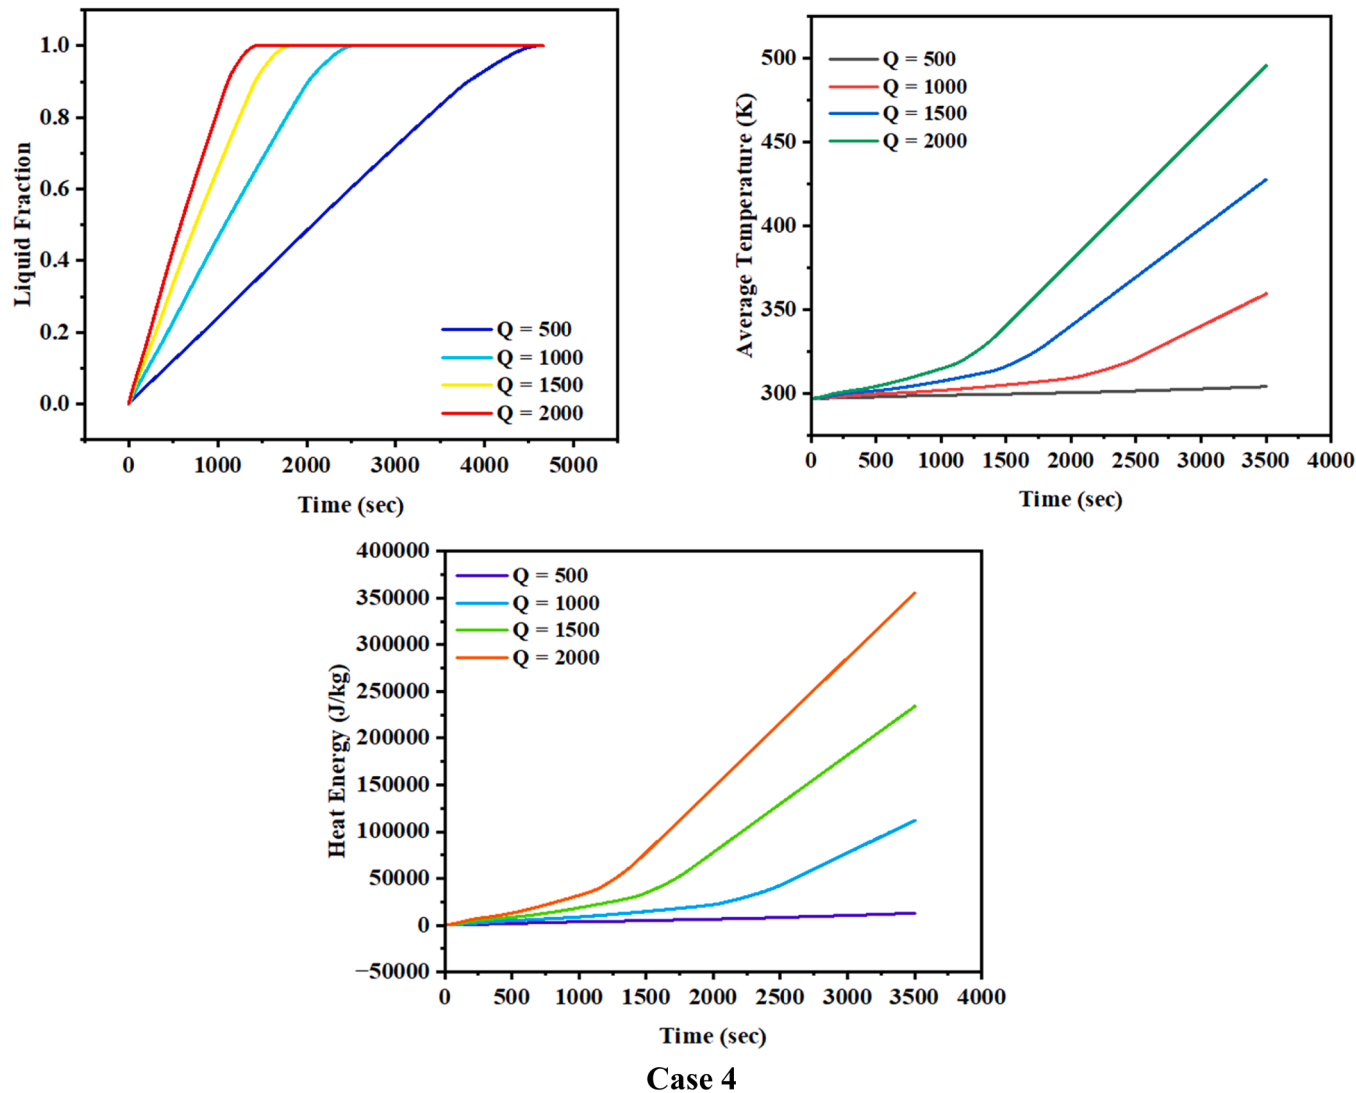 1.0
0.8
0.6
0.4
0.2
0.0
Liquid Fraction
Q = 500
Q = 1000
Q = 1500
Q = 2000
0 1000 2000 3000 4000 5000
Time (sec)
500
450
400
350
300
Average Temperature (K)
Q = 500
Q = 1000
Q = 1500
Q = 2000
0 500 1000 1500 2000 2500 3000 3500 4000
Time (sec)
400000
350000
300000
250000
200000
150000
100000
50000
0
−50000
Heat Energy (J/kg)
Q = 500
Q = 1000
Q = 1500
Q = 2000
0 500 1000 1500 2000 2500 3000 3500 4000
Time (sec)
Case 4